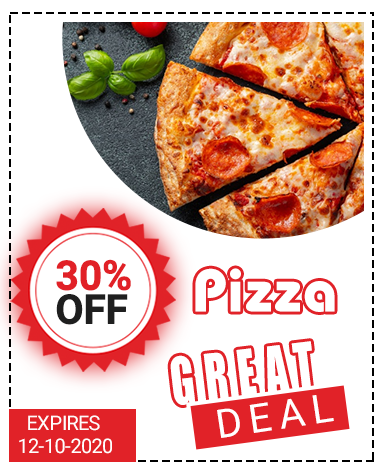 30%
OFF
Pizza
GREAT
DEAL
EXPIRES
12-10-2020